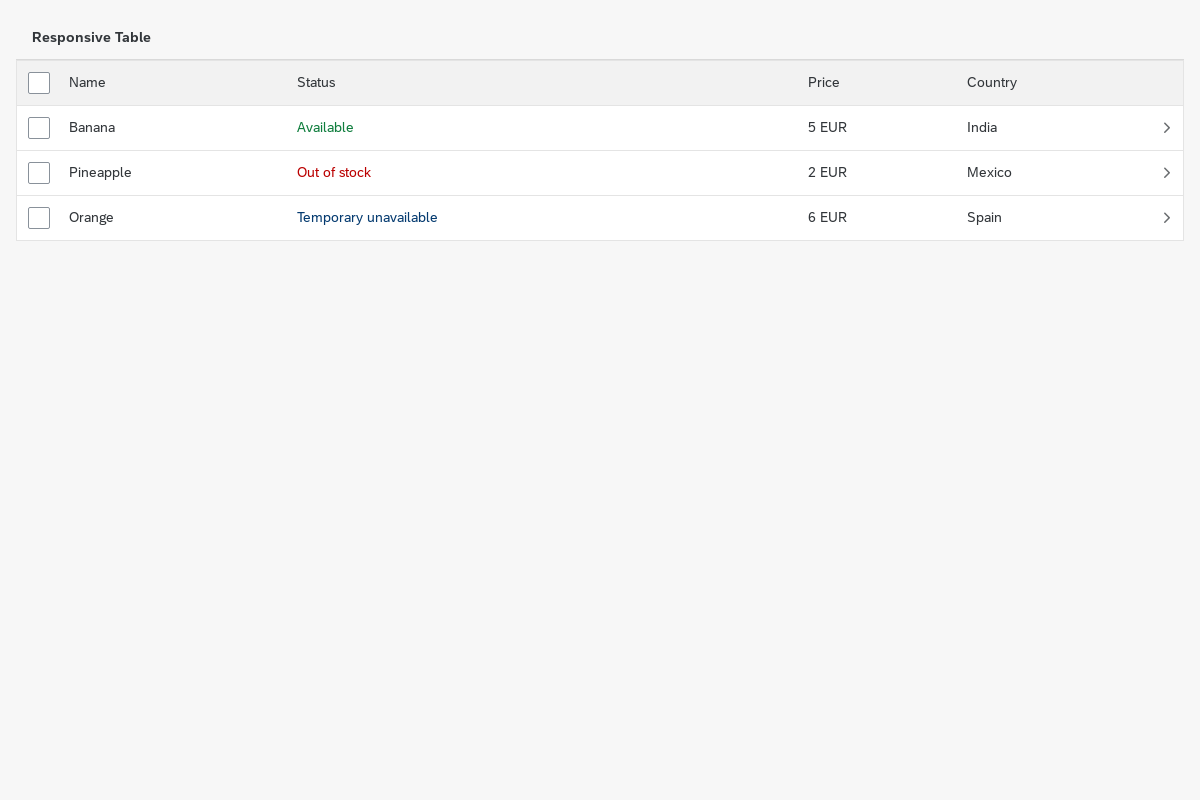 Responsive Table
Name Status Price Country
Banana Available 5 EUR India
Pineapple Out of stock 2 EUR Mexico
Orange Temporary unavailable 6 EUR Spain